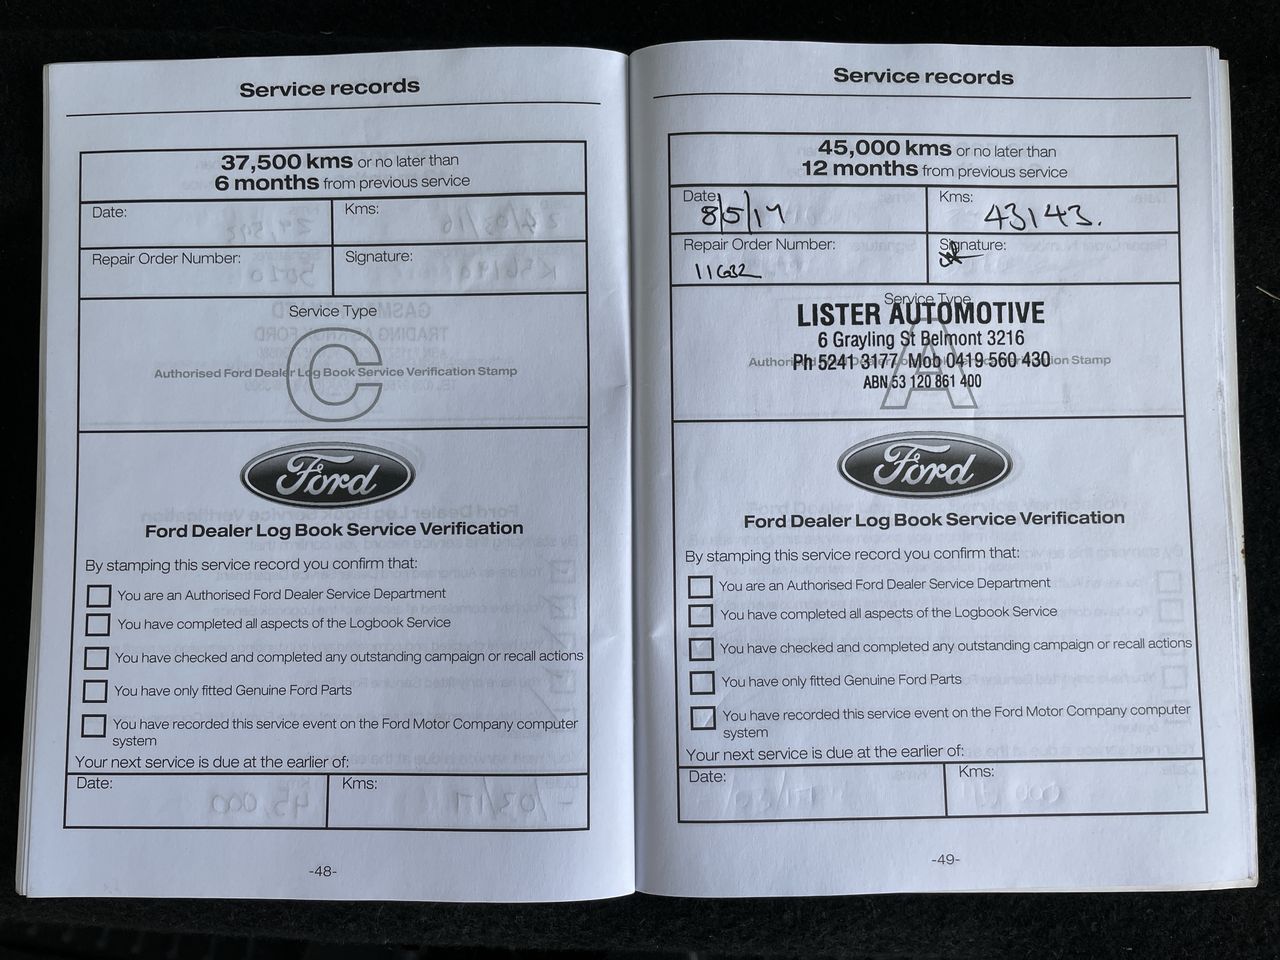 Service records
37,500 kms or no later than
6 months from previous service
Date:
Kms:
Repair Order Number:
Signature:
Service Type
C
Authorised Ford Dealer Log Book Service Verification Stamp
Ford
Ford Dealer Log Book Service Verification
By stamping this service record you confirm that:
You are an Authorised Ford Dealer Service Department
You have completed all aspects of the Logbook Service
You have checked and completed any outstanding campaign or recall actions
You have only fitted Genuine Ford Parts
You have recorded this service event on the Ford Motor Company computer
system
Your next service is due at the earlier of:
Date:
Kms:
-48-
Service records
45,000 kms or no later than
12 months from previous service
Date:
8/5/17
Kms:
43143.
Repair Order Number:
Signature:
Service Type
LISTER AUTOMOTIVE
6 Grayling St Belmont 3216
Ph 5241 3177 Mob 0419 560 430
ABN 53 120 861 400
A
Ford
Ford Dealer Log Book Service Verification
By stamping this service record you confirm that:
You are an Authorised Ford Dealer Service Department
You have completed all aspects of the Logbook Service
You have checked and completed any outstanding campaign or recall actions
You have only fitted Genuine Ford Parts
You have recorded this service event on the Ford Motor Company computer
system
Your next service is due at the earlier of:
Date:
Kms:
-49-